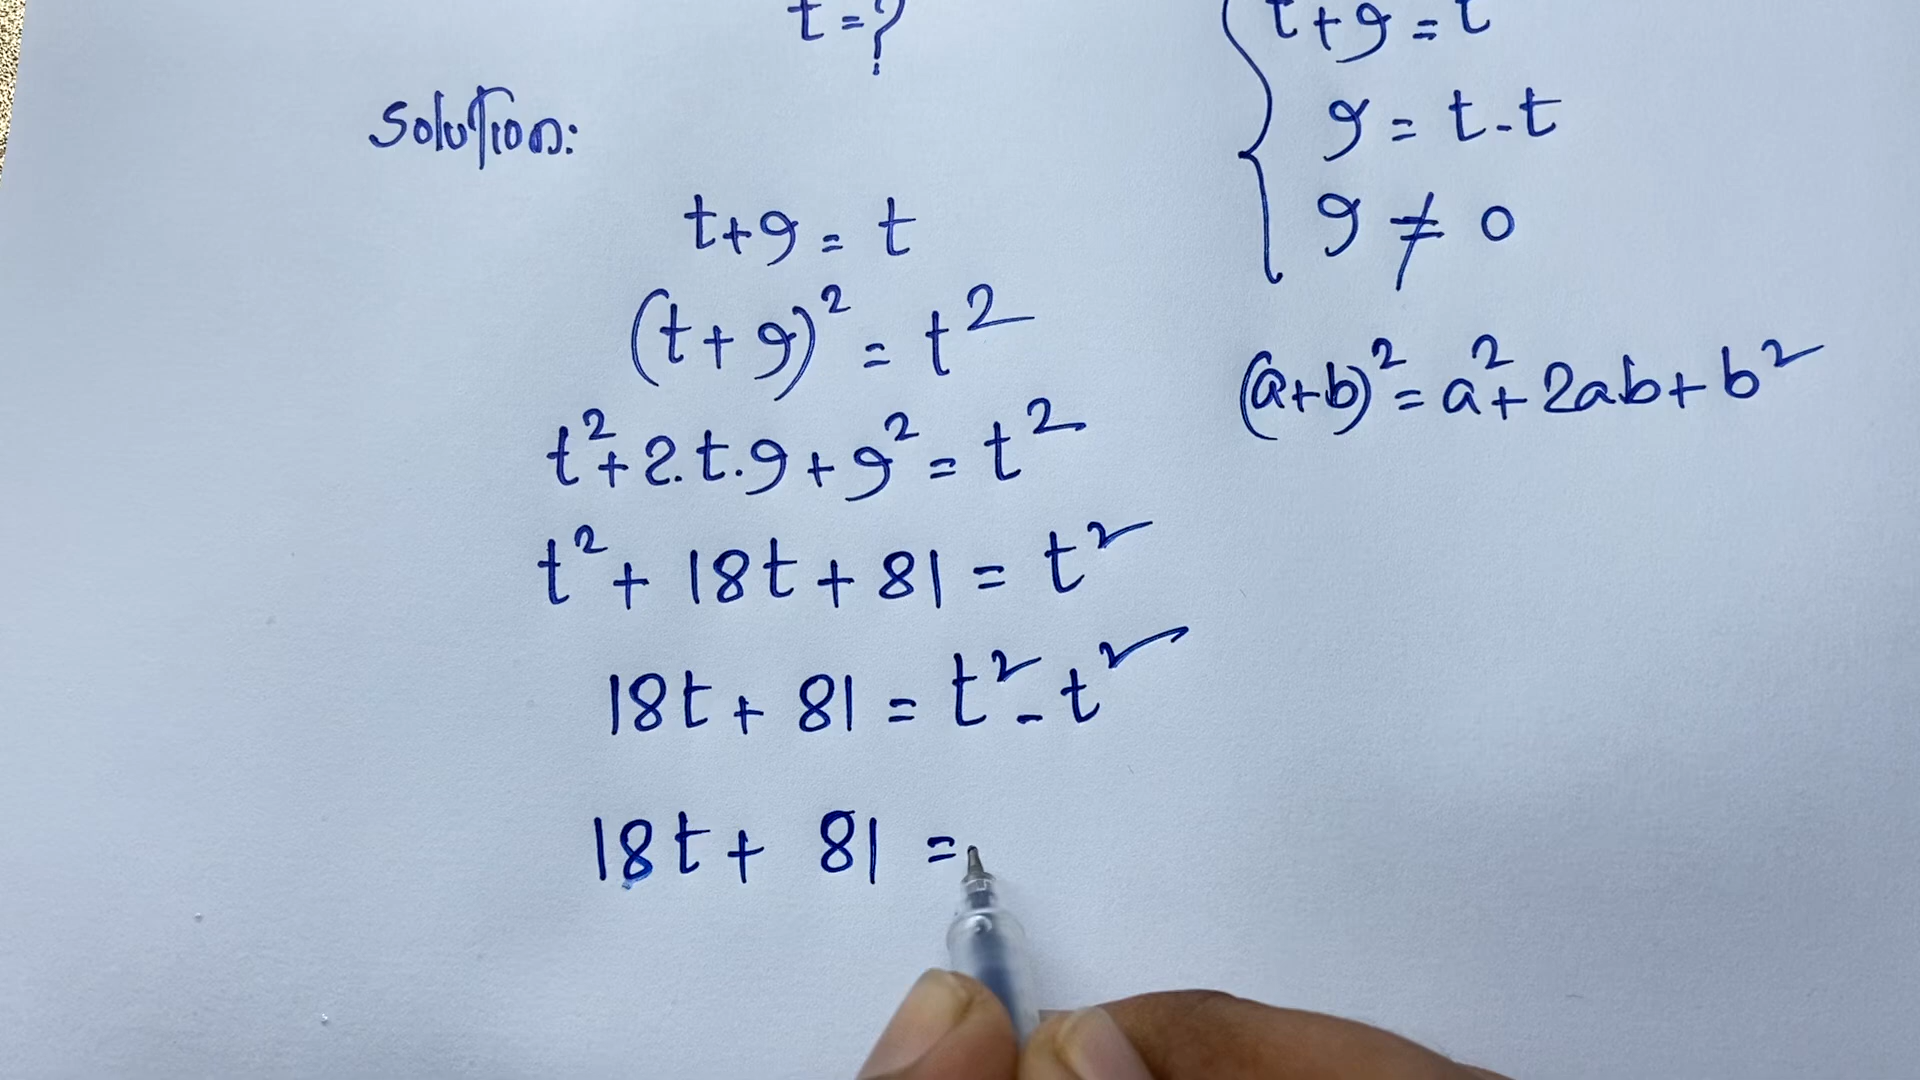 t=?
Solution:
t+9=t
(t+9)²=t²
t²+2.t.9+9²=t²
t²+18t+81=t²
18t+81=t²-t²
18t+81=
t+9=t
9=t-t
9≠0
(a+b)²=a²+2ab+b²